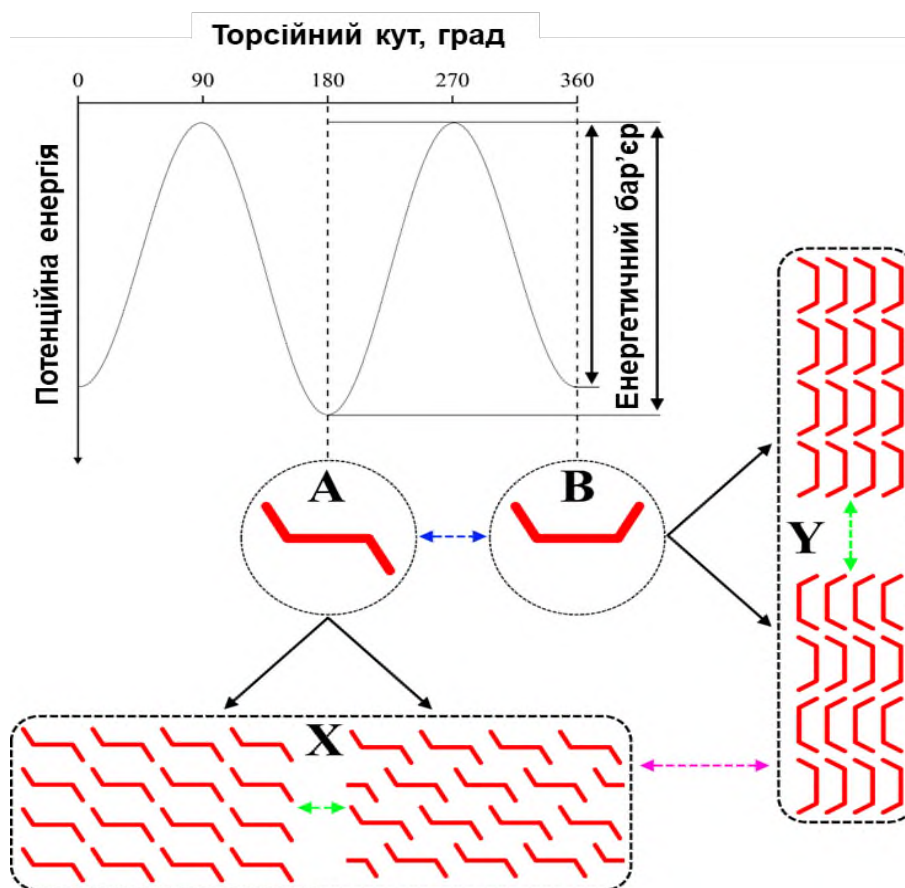 Торсійний кут, град
0 90 180 270 360
Потенційна енергія
Енергетичний бар’єр
A B
Y
X